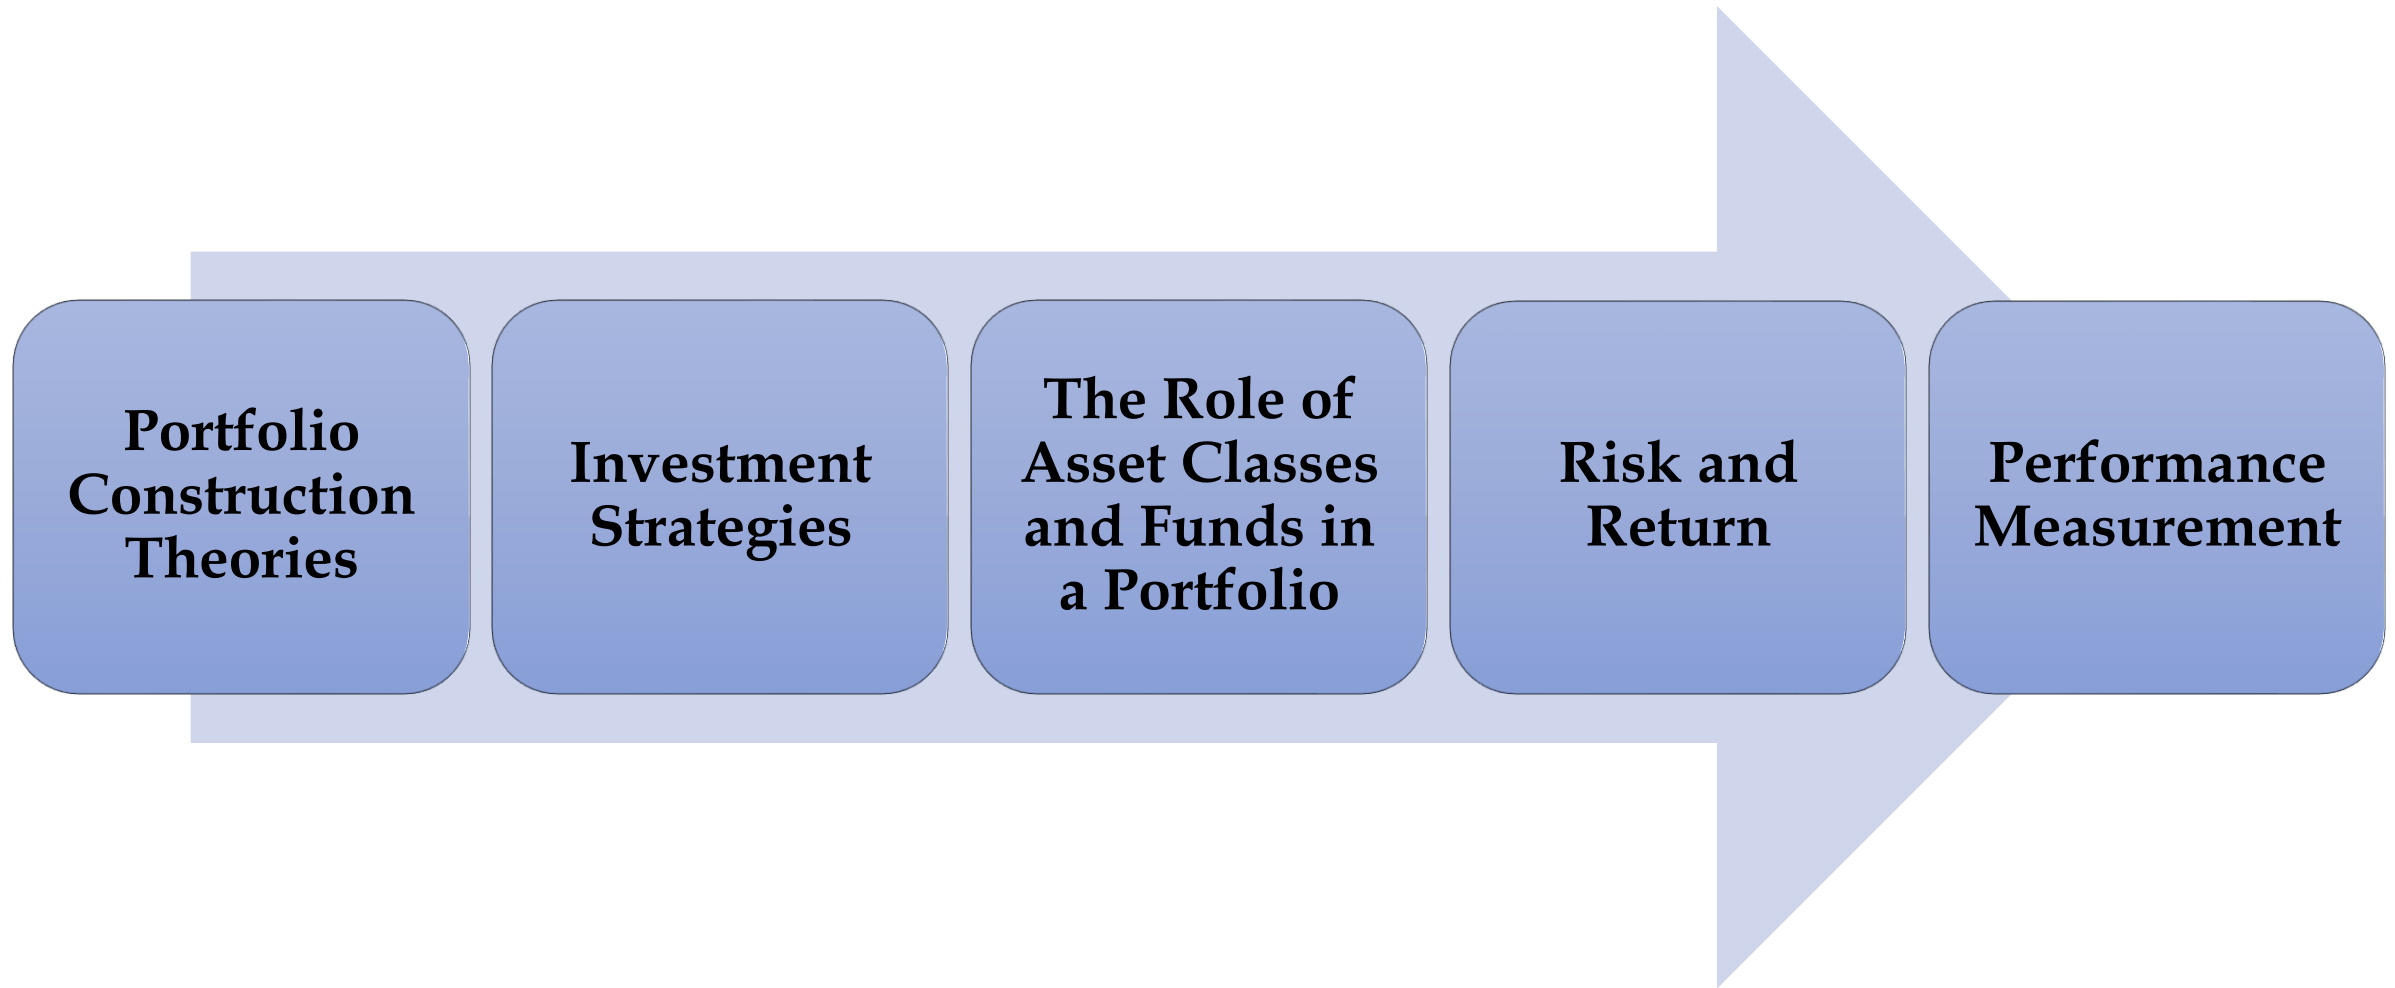 Portfolio
Construction
Theories
Investment
Strategies
The Role of
Asset Classes
and Funds in
a Portfolio
Risk and
Return
Performance
Measurement